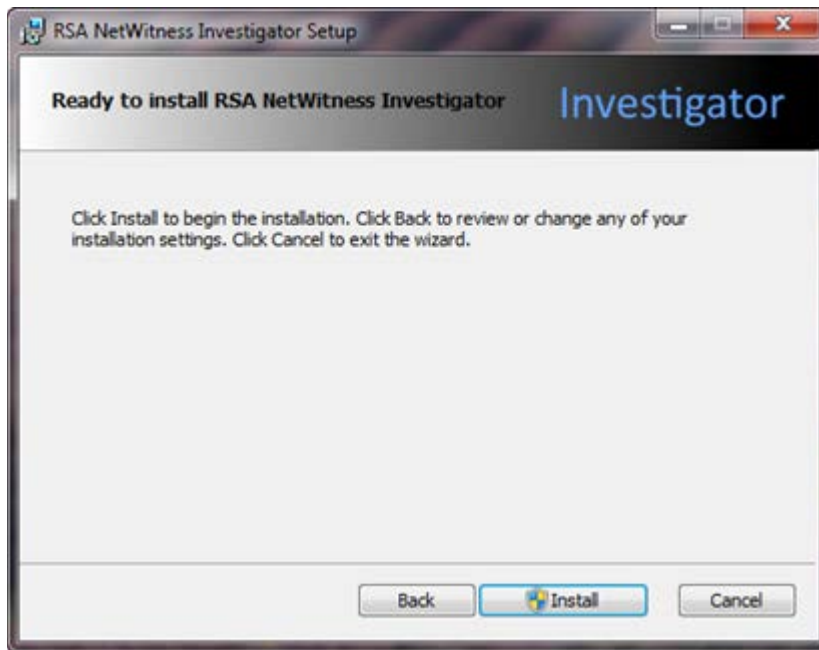 RSA NetWitness Investigator Setup
Ready to install RSA NetWitness Investigator
Investigator
Click Install to begin the installation. Click Back to review or change any of your
installation settings. Click Cancel to exit the wizard.
Back
Install
Cancel